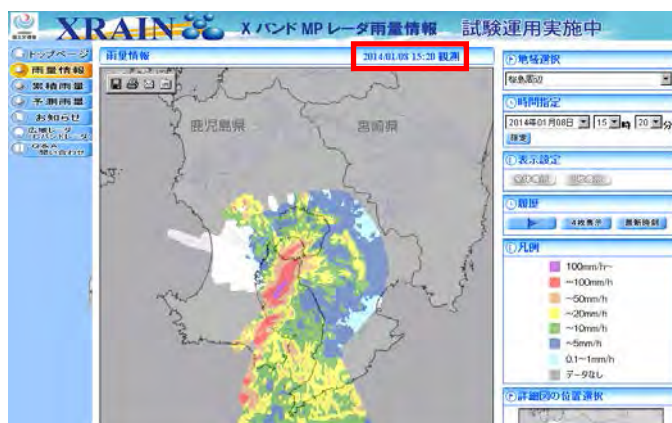 XRAIN XバンドMPレーダ雨量情報 試験運用実施中
トップページ
雨量情報
累積雨量
予測雨量
お知らせ
雨量情報
2014/01/08 15:20 観測
鹿児島県
宮崎県
地域選択
桜島周辺
時間指定
2014年01月08日 15 時 20 分
指定
表示設定
履歴
4枚表示 最新時刻
凡例
100mm/h~
~100mm/h
~50mm/h
~20mm/h
~10mm/h
~5mm/h
0.1~1mm/h
データなし
詳細図の位置選択